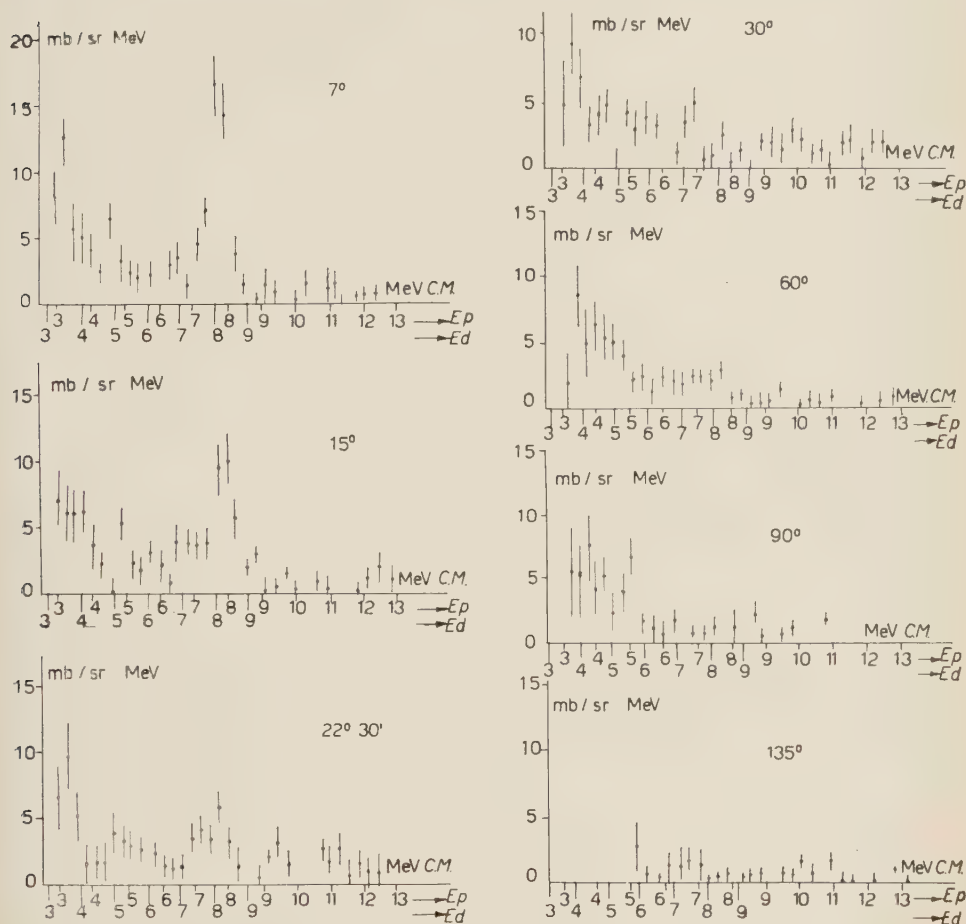 20 mb / sr MeV
7°
15
10
5
0 MeV C.M.
3 4 5 6 7 8 9 10 11 12 13 →Ep
3 4 5 6 7 8 9 →Ed
mb / sr MeV
15
15°
10
5
0 MeV C.M.
3 4 5 6 7 8 9 10 11 12 13 →Ep
3 4 5 6 7 8 9 →Ed
mb / sr MeV
15
22° 30'
10
5
0 MeV C.M.
3 4 5 6 7 8 9 10 11 12 13 →Ep
3 4 5 6 7 8 9 →Ed
mb / sr MeV 30°
10
5
0 MeV C.M.
3 4 5 6 7 8 9 10 11 12 13 →Ep
3 4 5 6 7 8 9 →Ed
15
mb / sr MeV
60°
10
5
0 MeV C.M.
3 4 5 6 7 8 9 10 11 12 13 →Ep
3 4 5 6 7 8 9 →Ed
15
mb / sr MeV
90°
10
5
0 MeV C.M.
3 4 5 6 7 8 9 10 11 12 13 →Ep
3 4 5 6 7 8 9 →Ed
15
mb / sr MeV
135°
10
5
0 MeV C.M.
3 4 5 6 7 8 9 10 11 12 13 →Ep
3 4 5 6 7 8 9 →Ed